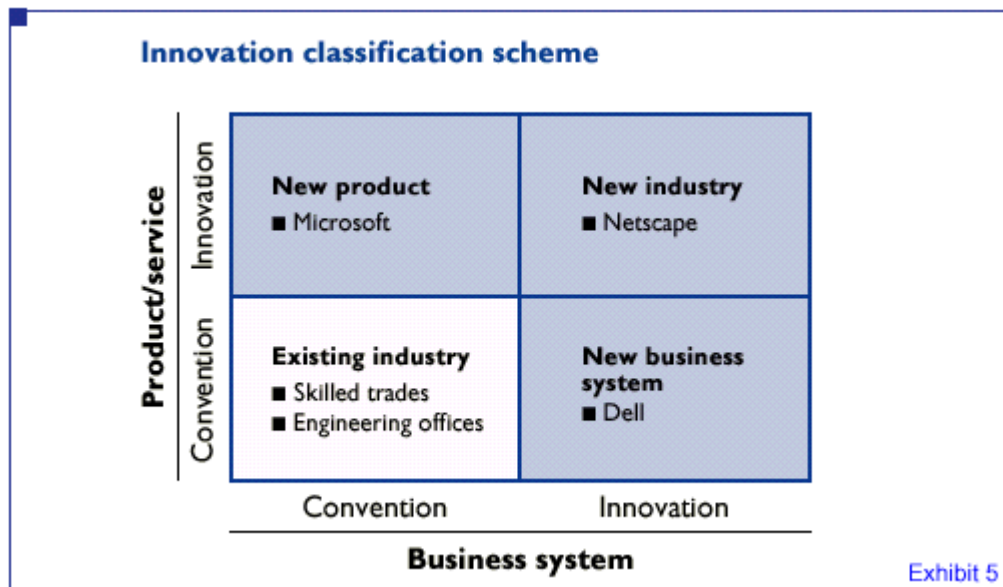 Innovation classification scheme
Product/service
Innovation
Convention
New product
■ Microsoft
New industry
■ Netscape
Existing industry
■ Skilled trades
■ Engineering offices
New business
system
■ Dell
Convention
Innovation
Business system
Exhibit 5